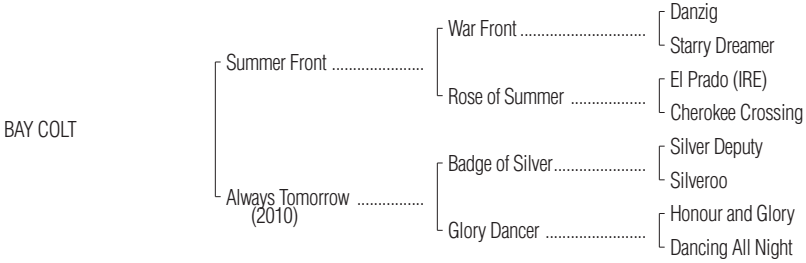 Danzig
War Front ..............................
Starry Dreamer
Summer Front ......................
El Prado (IRE)
Rose of Summer ..................
Cherokee Crossing
BAY COLT
Silver Deputy
Badge of Silver......................
Silveroo
Always Tomorrow ................
(2010)
Honour and Glory
Glory Dancer ........................
Dancing All Night